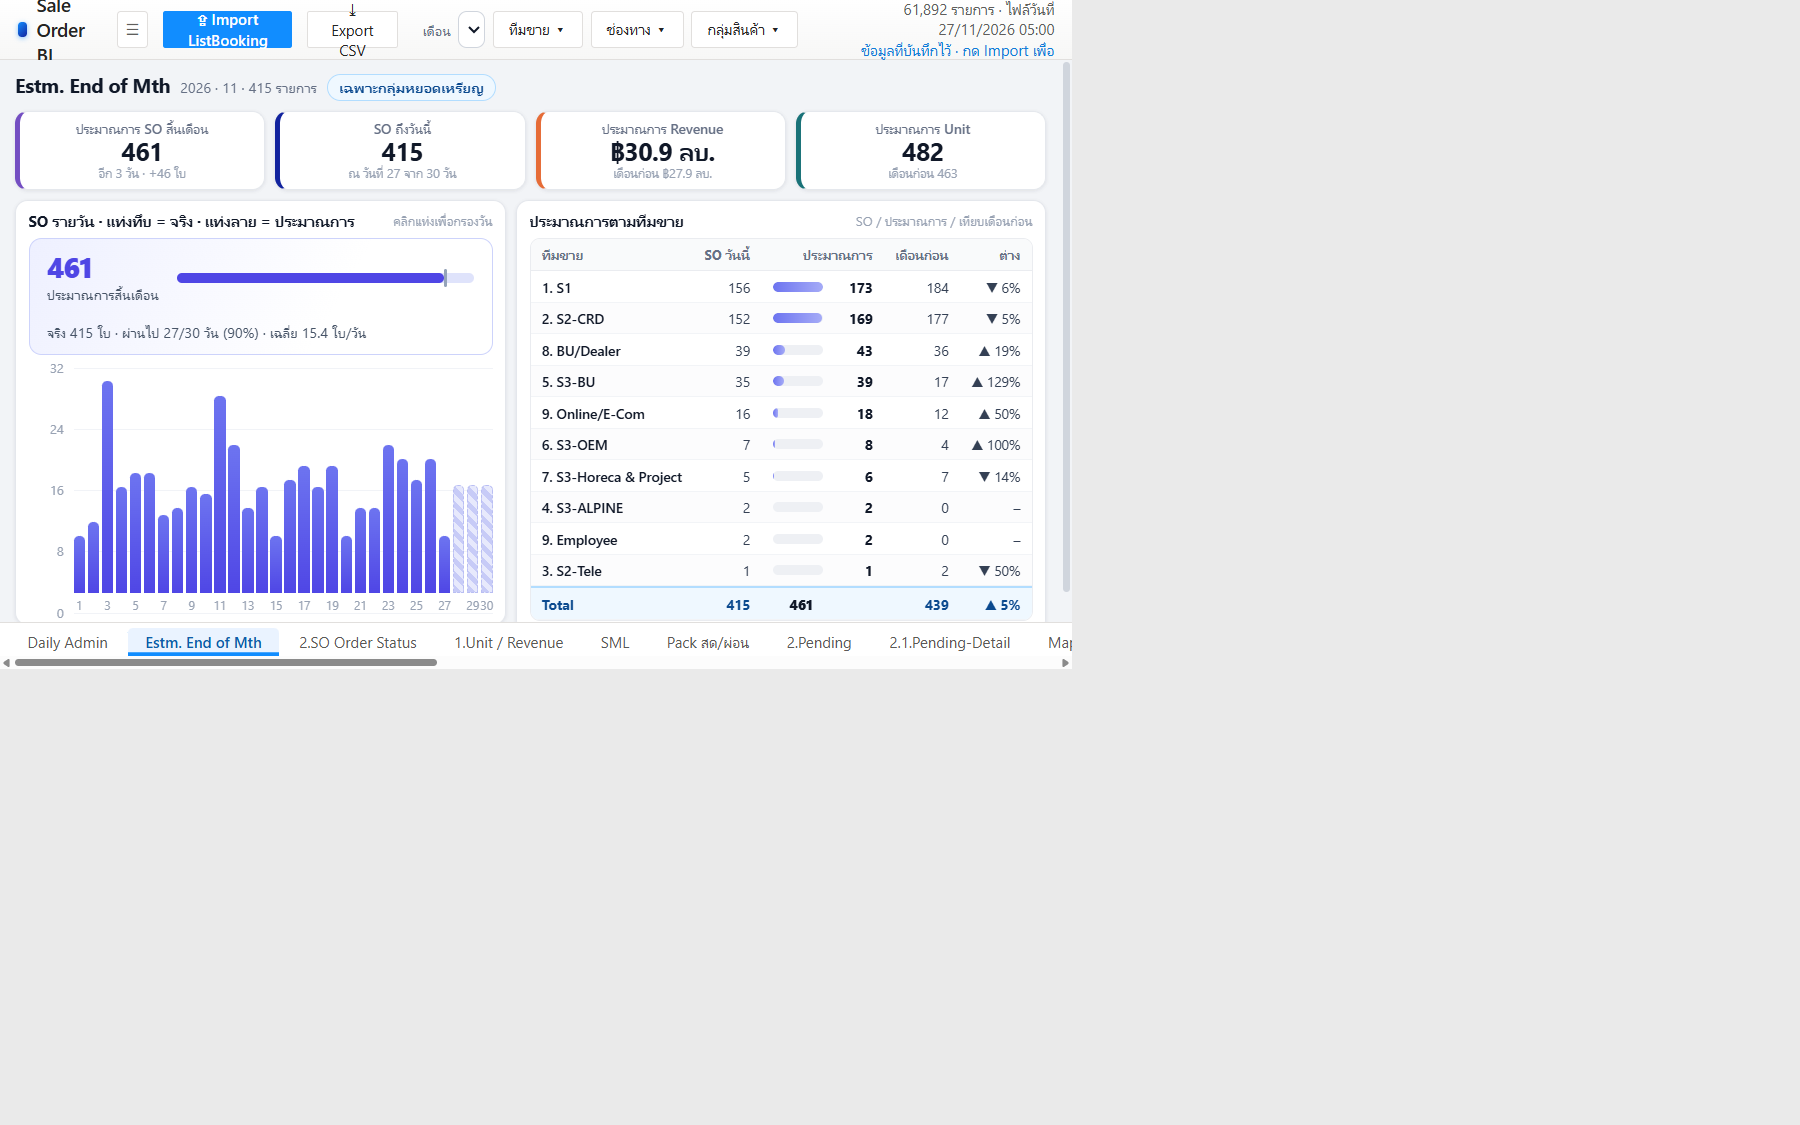 Sale
Order
BI
☰
⇪ Import
ListBooking
⤓
Export
CSV
เดือน
ทีมขาย ▾
ช่องทาง ▾
กลุ่มสินค้า ▾
61,892 รายการ · ไฟล์วันที่
27/11/2026 05:00
ข้อมูลที่บันทึกไว้ · กด Import เพื่อ
Estm. End of Mth 2026 · 11 · 415 รายการ เฉพาะกลุ่มหยอดเหรียญ
ประมาณการ SO สิ้นเดือน
461
อีก 3 วัน · +46 ใบ
SO ถึงวันนี้
415
ณ วันที่ 27 จาก 30 วัน
ประมาณการ Revenue
฿30.9 ลบ.
เดือนก่อน ฿27.9 ลบ.
ประมาณการ Unit
482
เดือนก่อน 463
SO รายวัน · แท่งทึบ = จริง · แท่งลาย = ประมาณการ คลิกแท่งเพื่อกรองวัน
461
ประมาณการสิ้นเดือน
จริง 415 ใบ · ผ่านไป 27/30 วัน (90%) · เฉลี่ย 15.4 ใบ/วัน
32
24
16
8
0
1 3 5 7 9 11 13 15 17 19 21 23 25 27 29 30
ประมาณการตามทีมขาย SO / ประมาณการ / เทียบเดือนก่อน
ทีมขาย SO วันนี้ ประมาณการ เดือนก่อน ต่าง
1. S1 156 173 184 ▼ 6%
2. S2-CRD 152 169 177 ▼ 5%
8. BU/Dealer 39 43 36 ▲ 19%
5. S3-BU 35 39 17 ▲ 129%
9. Online/E-Com 16 18 12 ▲ 50%
6. S3-OEM 7 8 4 ▲ 100%
7. S3-Horeca & Project 5 6 7 ▼ 14%
4. S3-ALPINE 2 2 0 –
9. Employee 2 2 0 –
3. S2-Tele 1 1 2 ▼ 50%
Total 415 461 439 ▲ 5%
Daily Admin Estm. End of Mth 2.SO Order Status 1.Unit / Revenue SML Pack สด/ผ่อน 2.Pending 2.1.Pending-Detail Map